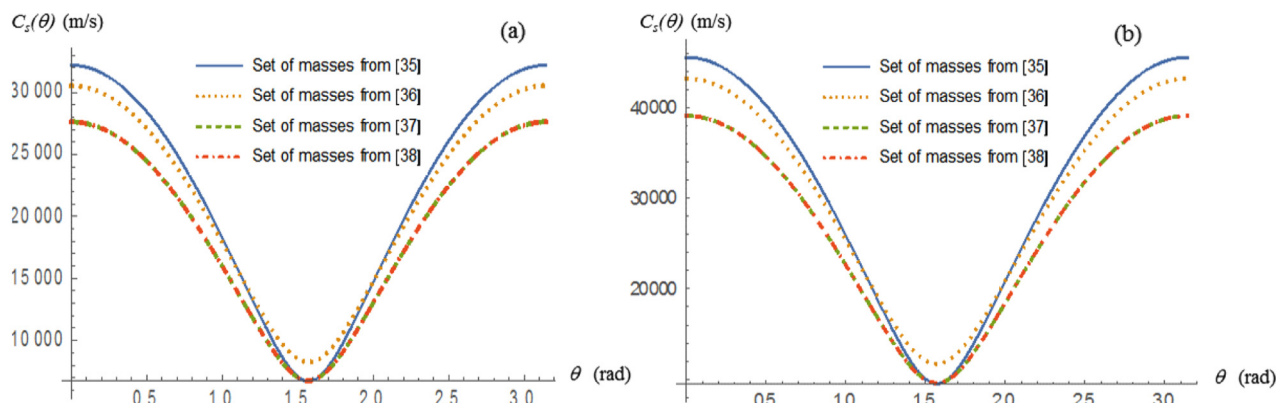 C_s(θ) (m/s)
(a)
Set of masses from [35]
Set of masses from [36]
Set of masses from [37]
Set of masses from [38]
30 000
25 000
20 000
15 000
10 000
0.5
1.0
1.5
2.0
2.5
3.0
θ (rad)
C_s(θ) (m/s)
(b)
Set of masses from [35]
Set of masses from [36]
Set of masses from [37]
Set of masses from [38]
40000
30000
20000
05
10
15
20
25
30
θ (rad)